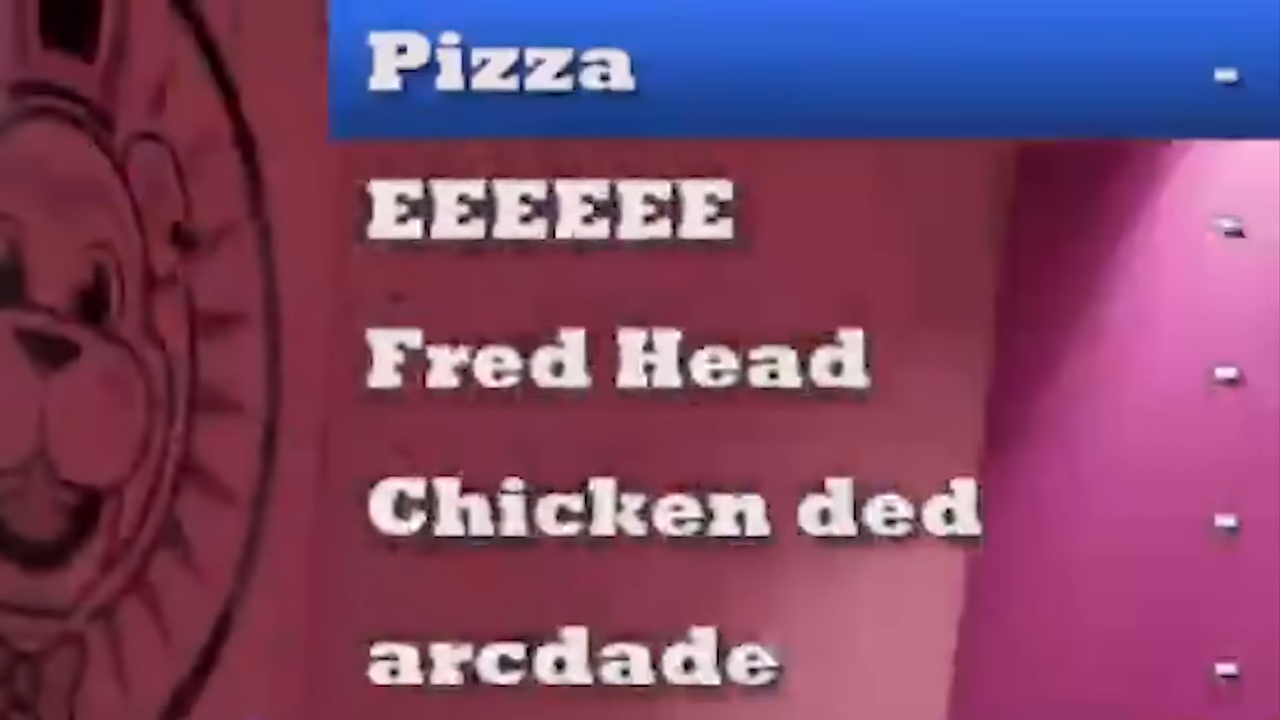 Pizza -
EEEEEE -
Fred Head -
Chicken ded -
arcdade -